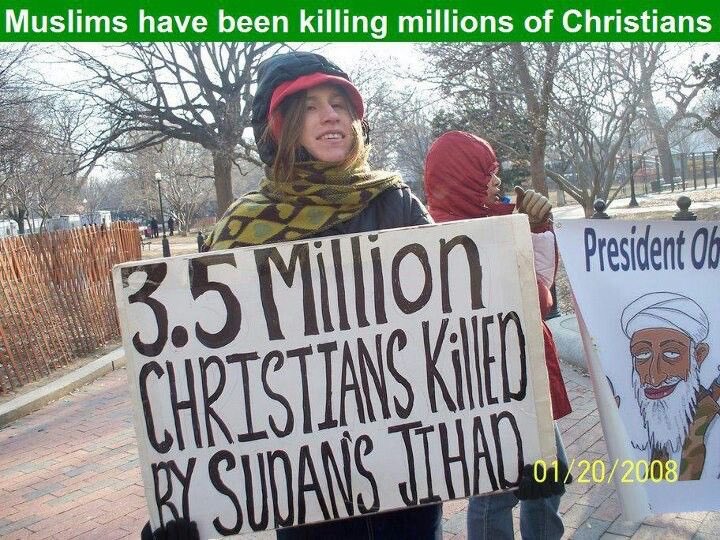 Muslims have been killing millions of Christians
3.5 Million
CHRISTIANS KillED
BY SUDAN'S JIHAD
President Ob
01/20/2008